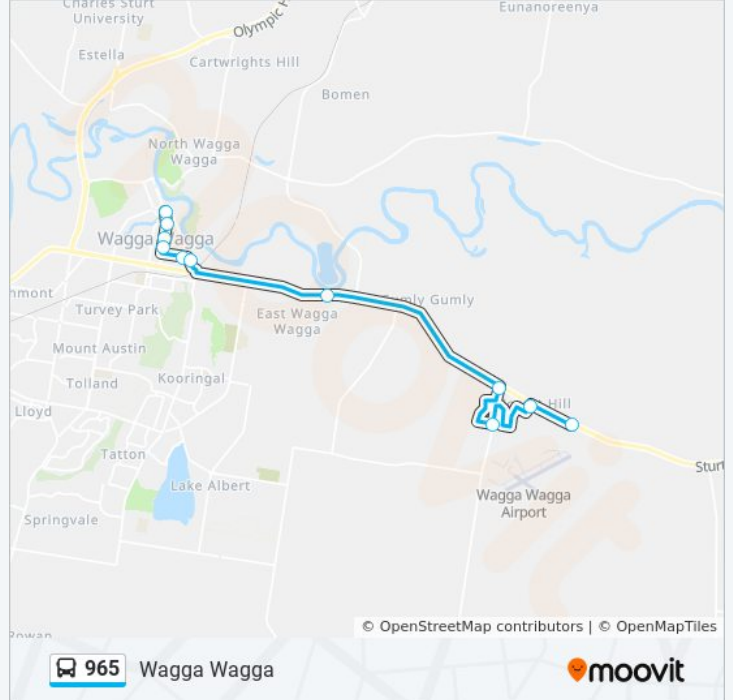 Charles Sturt
University
Eunanoreenya
Olympic H
Estella
Cartwrights Hill
Bomen
North Wagga
Wagga
Wagga Wagga
nmont
Turvey Park
East Wagga
Wagga
Gumly Gumly
Mount Austin
Kooringal
Tolland
Lloyd
Hill
Tatton
Sturt
Lake Albert
Wagga Wagga
Airport
Springvale
Rowan
© OpenStreetMap contributors | © OpenMapTiles
965 Wagga Wagga
moovit